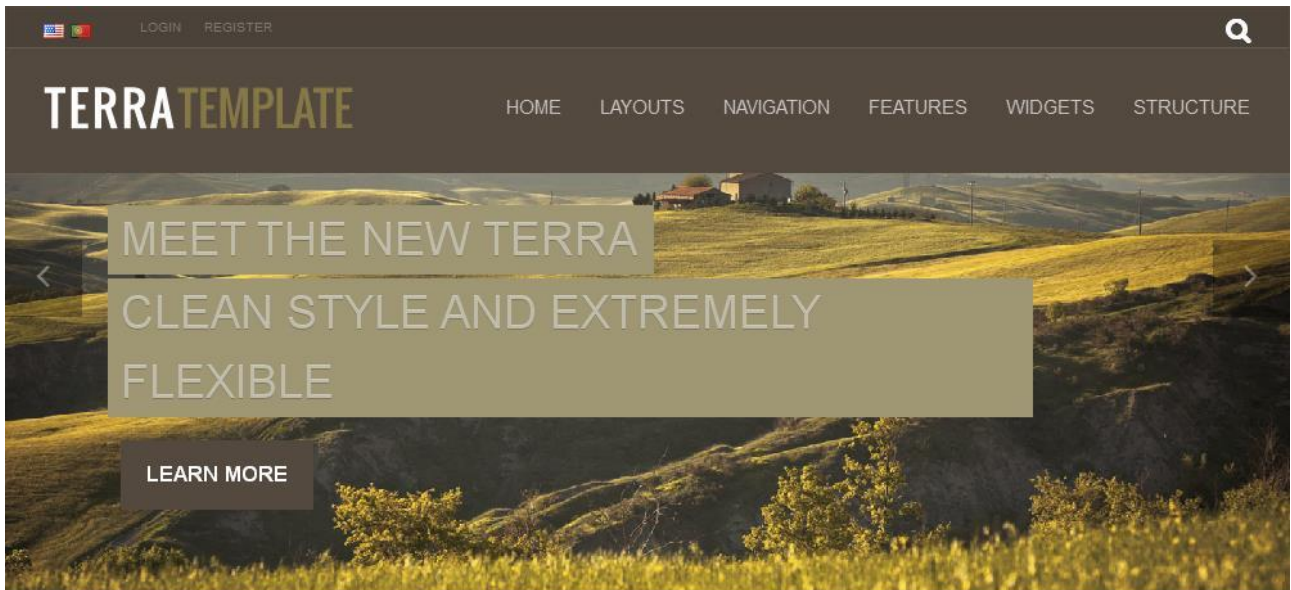 LOGIN REGISTER
TERRATEMPLATE
HOME LAYOUTS NAVIGATION FEATURES WIDGETS STRUCTURE
MEET THE NEW TERRA
CLEAN STYLE AND EXTREMELY
FLEXIBLE
LEARN MORE